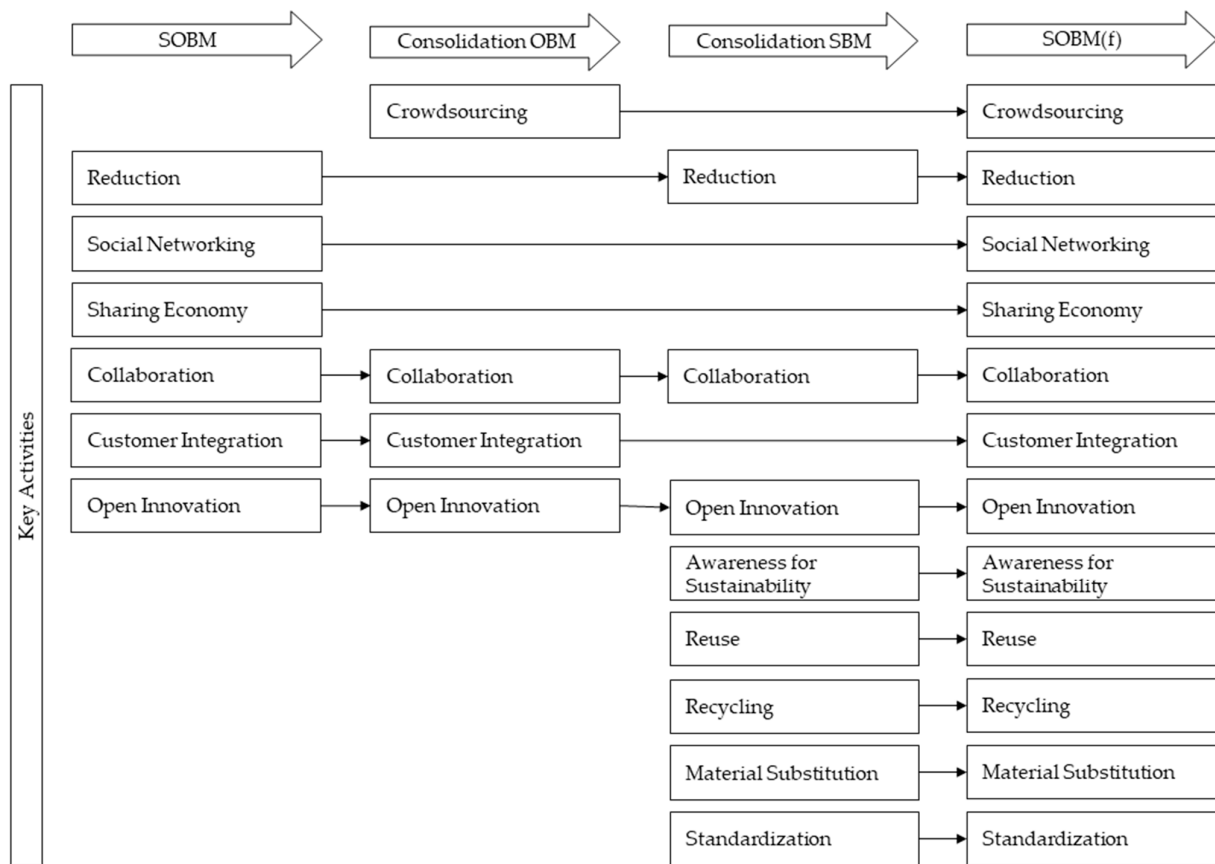 SOBM
Consolidation OBM
Consolidation SBM
SOBM(f)
Key Activities
Crowdsourcing
Crowdsourcing
Reduction
Reduction
Reduction
Social Networking
Social Networking
Sharing Economy
Sharing Economy
Collaboration
Collaboration
Collaboration
Collaboration
Customer Integration
Customer Integration
Customer Integration
Open Innovation
Open Innovation
Open Innovation
Open Innovation
Awareness for
Sustainability
Awareness for
Sustainability
Reuse
Reuse
Recycling
Recycling
Material Substitution
Material Substitution
Standardization
Standardization